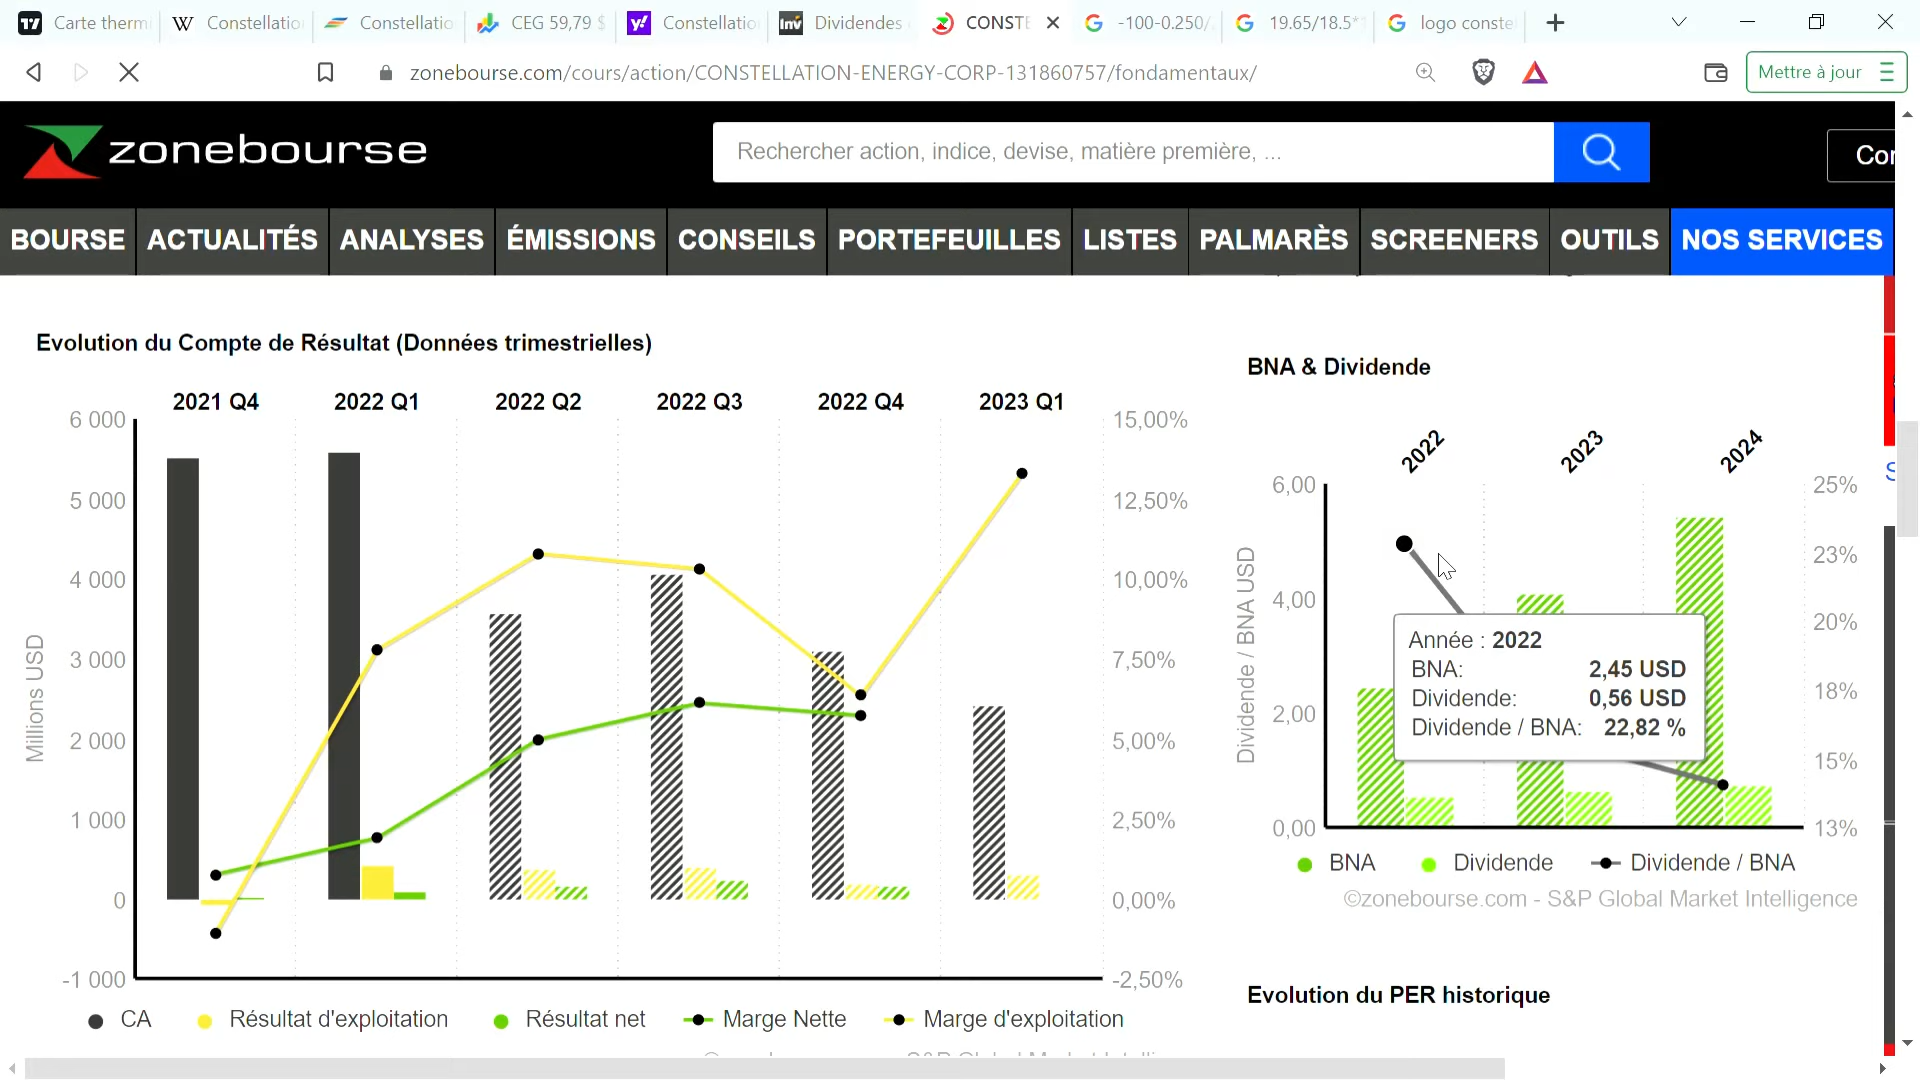 Carte therm
Constellation
Constellatio
CEG 59,79 $
Constellatio
Dividendes
CONSTE
-100-0.250/
19.65/18.5*1
logo conste
zonebourse.com/cours/action/CONSTELLATION-ENERGY-CORP-131860757/fondamentaux/
Mettre à jour
zonebourse
Rechercher action, indice, devise, matière première, ...
Cor
BOURSE
ACTUALITÉS
ANALYSES
ÉMISSIONS
CONSEILS
PORTEFEUILLES
LISTES
PALMARÈS
SCREENERS
OUTILS
NOS SERVICES
Evolution du Compte de Résultat (Données trimestrielles)
2021 Q4 2022 Q1 2022 Q2 2022 Q3 2022 Q4 2023 Q1
6 000
5 000
4 000
3 000
2 000
1 000
0
-1 000
Millions USD
15,00%
12,50%
10,00%
7,50%
5,00%
2,50%
0,00%
-2,50%
CA Résultat d'exploitation Résultat net Marge Nette Marge d'exploitation
BNA & Dividende
2022 2023 2024
6,00
4,00
2,00
0,00
Dividende / BNA USD
25%
23%
20%
18%
15%
13%
Année : 2022
BNA: 2,45 USD
Dividende: 0,56 USD
Dividende / BNA: 22,82 %
BNA Dividende Dividende / BNA
©zonebourse.com - S&P Global Market Intelligence
Evolution du PER historique